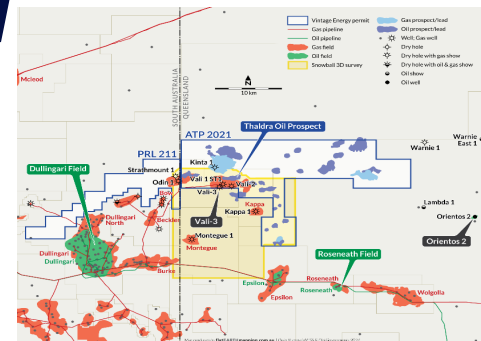 Vintage Energy permit
Gas pipeline
Oil pipeline
Gas field
Oil field
Snowball 3D survey
Gas prospect/lead
Oil prospect/lead
Well: Gas well
Dry hole
Dry hole with gas show
Dry hole with oil & gas show
Oil show
Oil well
Mcleod
SOUTH AUSTRALIA
QUEENSLAND
N
10 km
ATP 2021
Thaldra Oil Prospect
PRL 211
Warnie 1
Warnie
East 1
Dullingari Field
Strathmount 1
Kinta 1
Odin 1
Vali 1 ST1
Vali-2
Vali-3
Bow
Lambda 1
Dullingari
North
Beckler
Kappa
Kappa 1
Vali-3
Orientos 2
Orientos 2
Montegue 1
Montegue
Dullingari
Dullingari
Burke
Roseneath Field
Epsilon
Epsilon
Roseneath
Roseneath
Wolgolla